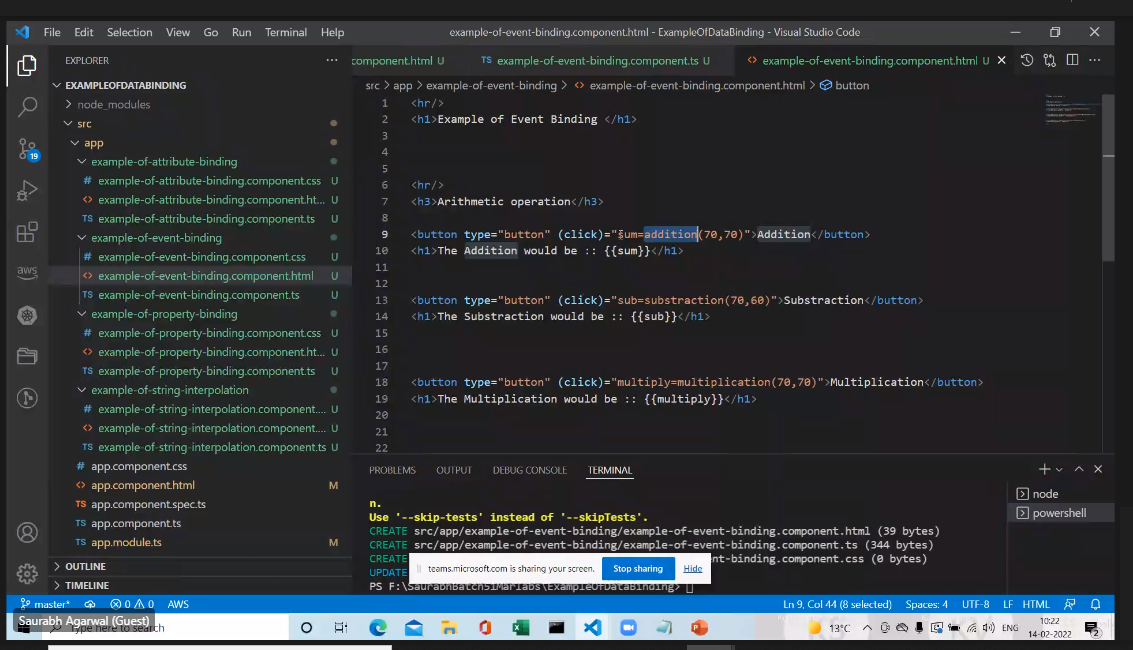 File Edit Selection View Go Run Terminal Help
example-of-event-binding.component.html - ExampleOfDataBinding - Visual Studio Code
EXPLORER
component.html U
TS example-of-event-binding.component.ts U
<> example-of-event-binding.component.html U
src > app > example-of-event-binding > <> example-of-event-binding.component.html > button
EXAMPLEOFDATABINDING
node_modules
src
app
example-of-attribute-binding
# example-of-attribute-binding.component.css U
<> example-of-attribute-binding.component.ht... U
TS example-of-attribute-binding.component.ts U
example-of-event-binding
# example-of-event-binding.component.css U
<> example-of-event-binding.component.html U
TS example-of-event-binding.component.ts U
example-of-property-binding
# example-of-property-binding.component.css U
<> example-of-property-binding.component.ht... U
TS example-of-property-binding.component.ts U
example-of-string-interpolation
# example-of-string-interpolation.component.... U
<> example-of-string-interpolation.component.... U
TS example-of-string-interpolation.component.ts U
# app.component.css
<> app.component.html M
TS app.component.spec.ts
TS app.component.ts
TS app.module.ts M
OUTLINE
TIMELINE
19
aws
1 <hr/>
2 <h1>Example of Event Binding </h1>
3
4
5
6 <hr/>
7 <h3>Arithmetic operation</h3>
8
9 <button type="button" (click)="sum=addition(70,70)">Addition</button>
10 <h1>The Addition would be :: {{sum}}</h1>
11
12
13 <button type="button" (click)="sub=substraction(70,60)">Substraction</button>
14 <h1>The Substraction would be :: {{sub}}</h1>
15
16
17
18 <button type="button" (click)="multiply=multiplication(70,70)">Multiplication</button>
19 <h1>The Multiplication would be :: {{multiply}}</h1>
20
21
22
PROBLEMS OUTPUT DEBUG CONSOLE TERMINAL
n.
Use '--skip-tests' instead of '--skipTests'.
CREATE src/app/example-of-event-binding/example-of-event-binding.component.html (39 bytes)
CREATE src/app/example-of-event-binding/example-of-event-binding.component.ts (344 bytes)
CREATE src/app/example-of-event-binding/example-of-event-binding.component.css (0 bytes)
UPDATE
PS F:\SaurabhBatch51Marlabs\ExampleOfDataBinding>
node
powershell
teams.microsoft.com is sharing your screen. Stop sharing Hide
master* 0 0 AWS
Ln 9, Col 44 (8 selected) Spaces: 4 UTF-8 LF HTML
Saurabh Agarwal (Guest)
Type here to search
13°C ENG 10:22
14-02-2022
2